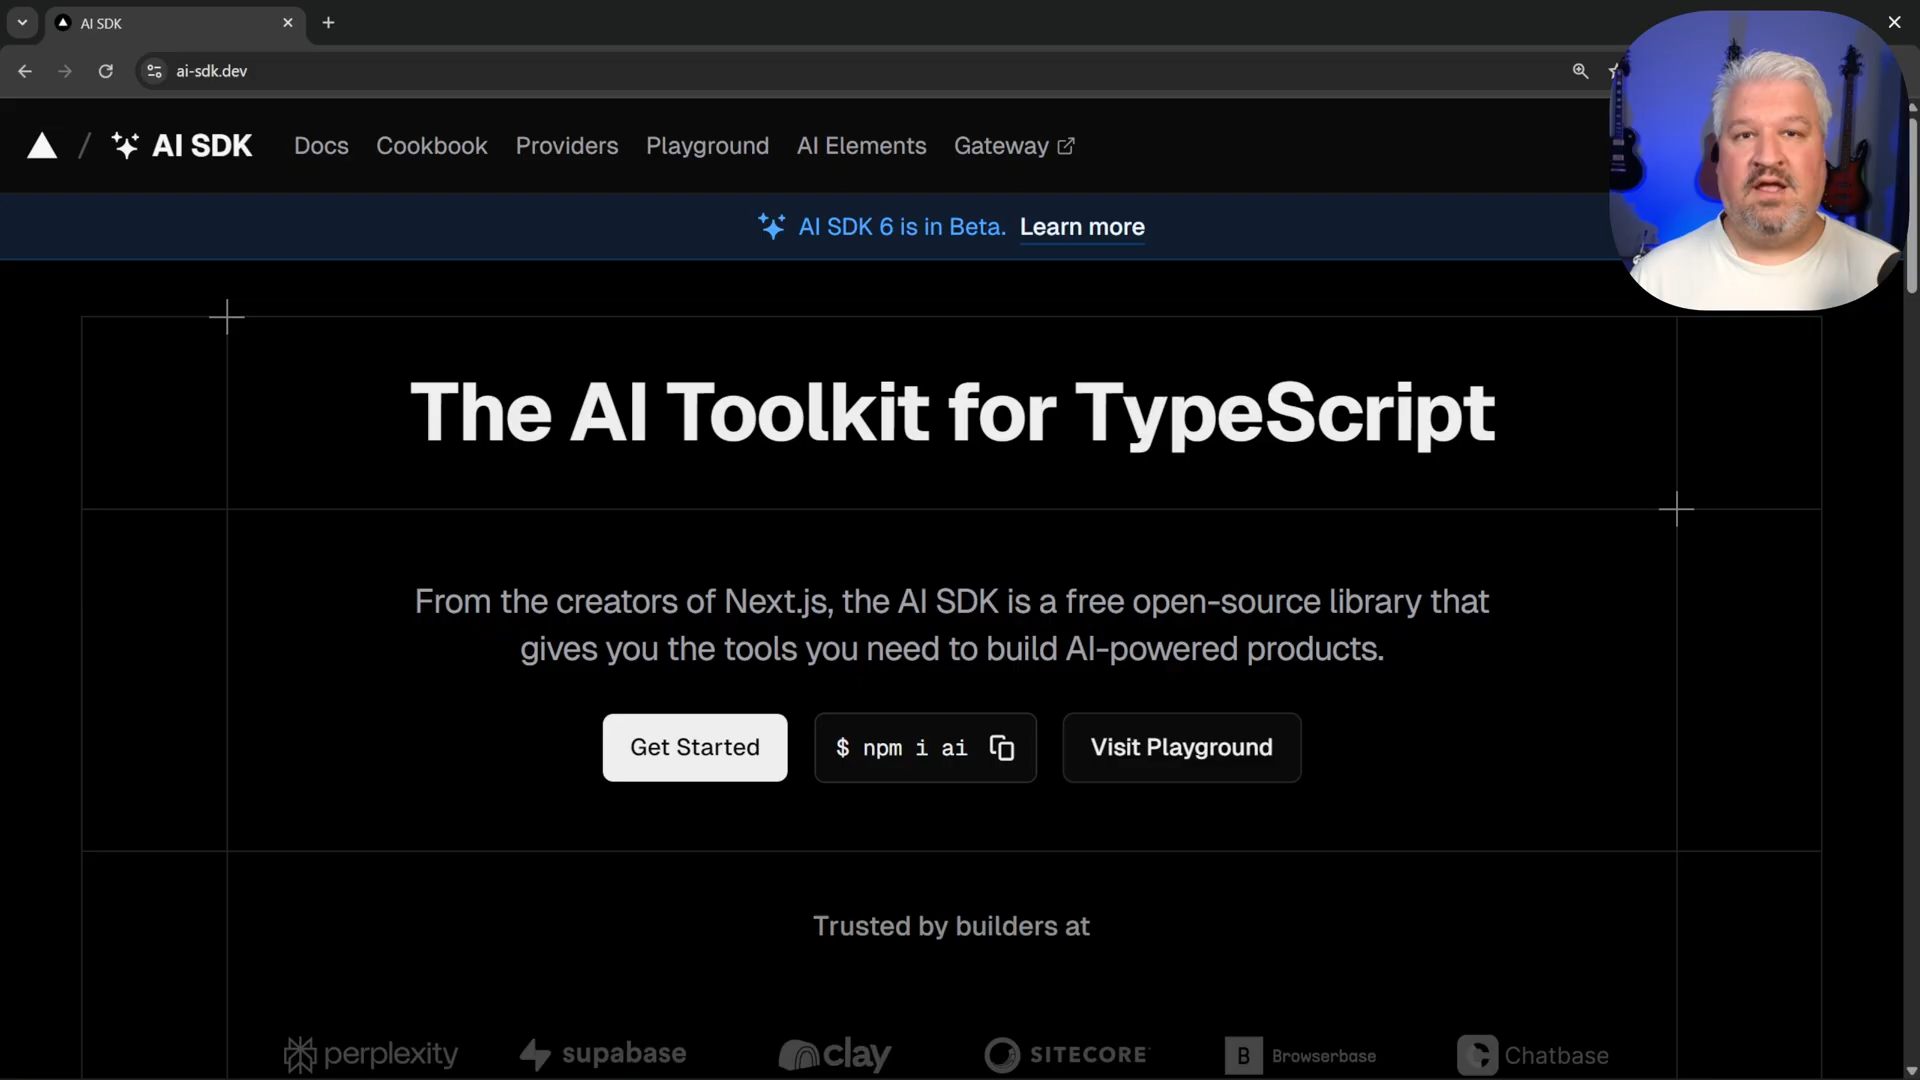 AI SDK
ai-sdk.dev
AI SDK
Docs
Cookbook
Providers
Playground
AI Elements
Gateway
AI SDK 6 is in Beta. Learn more
The AI Toolkit for TypeScript
From the creators of Next.js, the AI SDK is a free open-source library that
gives you the tools you need to build AI-powered products.
Get Started
$ npm i ai
Visit Playground
Trusted by builders at
perplexity
supabase
clay
SITECORE
B Browserbase
Chatbase